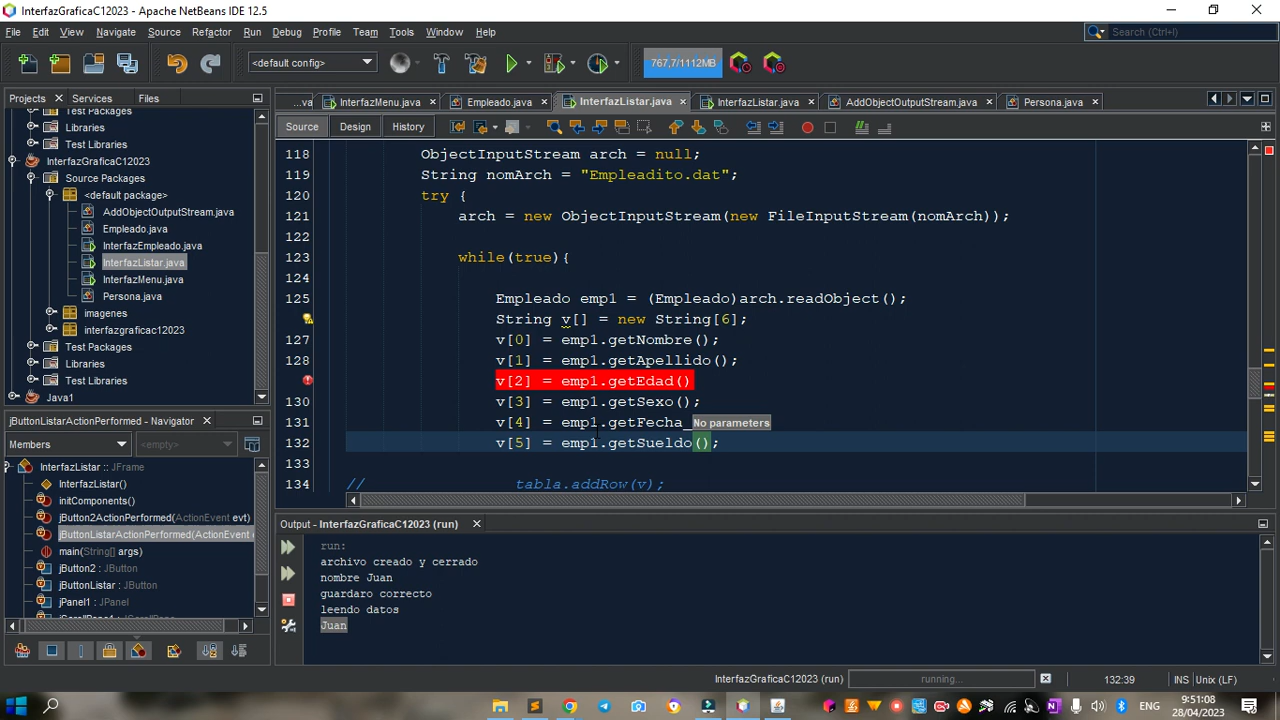 InterfazGraficaC12023 - Apache NetBeans IDE 12.5
File Edit View Navigate Source Refactor Run Debug Profile Team Tools Window Help
Search (Ctrl+I)
<default config>
767,7/1112MB
Projects Services Files
...va InterfazMenu.java Empleado.java InterfazListar.java InterfazListar.java AddObjectOutputStream.java Persona.java
Source Design History
Test Packages
Libraries
Test Libraries
InterfazGraficaC12023
Source Packages
<default package>
AddObjectOutputStream.java
Empleado.java
InterfazEmpleado.java
InterfazListar.java
InterfazMenu.java
Persona.java
imagenes
interfazgraficac12023
Test Packages
Libraries
Test Libraries
Java1
118 ObjectInputStream arch = null;
119 String nomArch = "Empleadito.dat";
120 try {
121 arch = new ObjectInputStream(new FileInputStream(nomArch));
122
123 while(true){
124
125 Empleado emp1 = (Empleado)arch.readObject();
String v[] = new String[6];
127 v[0] = emp1.getNombre();
128 v[1] = emp1.getApellido();
v[2] = emp1.getEdad()
130 v[3] = emp1.getSexo();
131 v[4] = emp1.getFecha_
No parameters
132 v[5] = emp1.getSueldo();
133
134 // tabla.addRow(v);
jButtonListarActionPerformed - Navigator
Members <empty>
InterfazListar :: JFrame
InterfazListar()
initComponents()
jButton2ActionPerformed(ActionEvent evt)
jButtonListarActionPerformed(ActionEvent
main(String[] args)
jButton2 : JButton
jButtonListar : JButton
jPanel1 : JPanel
Output - InterfazGraficaC12023 (run)
run:
archivo creado y cerrado
nombre Juan
guardaro correcto
leendo datos
Juan
InterfazGraficaC12023 (run) running... 132:39 INS Unix (LF)
ENG
9:51:08
28/04/2023